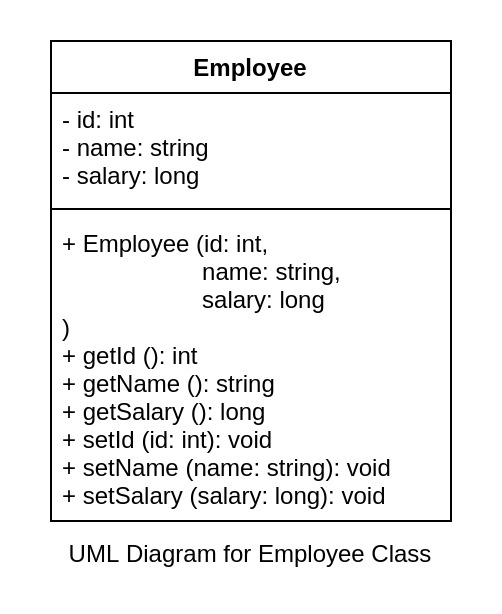 Employee
- id: int
- name: string
- salary: long
+ Employee (id: int,
name: string,
salary: long
)
+ getId (): int
+ getName (): string
+ getSalary (): long
+ setId (id: int): void
+ setName (name: string): void
+ setSalary (salary: long): void
UML Diagram for Employee Class